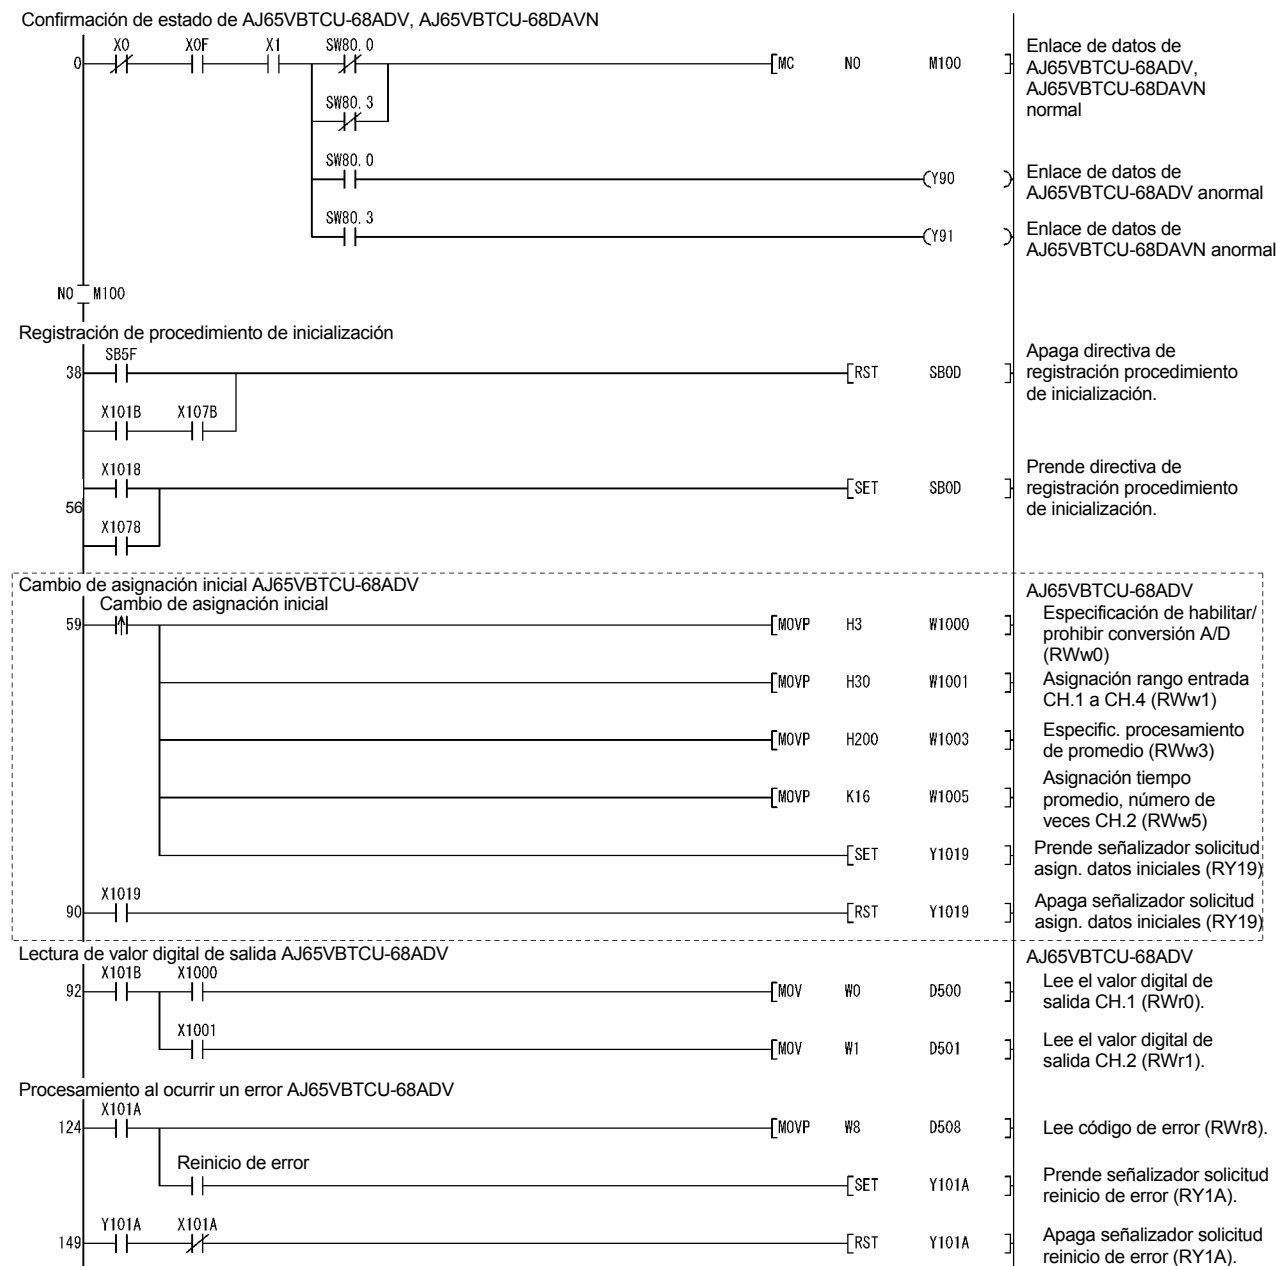 Confirmación de estado de AJ65VBTCU-68ADV, AJ65VBTCU-68DAVN
X0 X0F X1 SW80.0
0 [MC N0 M100 ]
Enlace de datos de
AJ65VBTCU-68ADV,
AJ65VBTCU-68DAVN
normal
SW80.3
SW80.0
(Y90 )
Enlace de datos de
AJ65VBTCU-68ADV anormal
SW80.3
(Y91 )
Enlace de datos de
AJ65VBTCU-68DAVN anormal
N0 M100
Registración de procedimiento de inicialización
SB5F
38 [RST SB0D ]
Apaga directiva de
registración procedimiento
de inicialización.
X101B X107B
X1018
[SET SB0D ]
Prende directiva de
registración procedimiento
de inicialización.
56
X1078
Cambio de asignación inicial AJ65VBTCU-68ADV
Cambio de asignación inicial
59 [MOVP H3 W1000 ]
AJ65VBTCU-68ADV
Especificación de habilitar/
prohibir conversión A/D
(RWw0)
[MOVP H30 W1001 ]
Asignación rango entrada
CH.1 a CH.4 (RWw1)
[MOVP H200 W1003 ]
Especific. procesamiento
de promedio (RWw3)
[MOVP K16 W1005 ]
Asignación tiempo
promedio, número de
veces CH.2 (RWw5)
[SET Y1019 ]
Prende señalizador solicitud
asign. datos iniciales (RY19)
X1019
90 [RST Y1019 ]
Apaga señalizador solicitud
asign. datos iniciales (RY19)
Lectura de valor digital de salida AJ65VBTCU-68ADV
X101B X1000
92 [MOV W0 D500 ]
AJ65VBTCU-68ADV
Lee el valor digital de
salida CH.1 (RWr0).
X1001
[MOV W1 D501 ]
Lee el valor digital de
salida CH.2 (RWr1).
Procesamiento al ocurrir un error AJ65VBTCU-68ADV
X101A
124 [MOVP W8 D508 ]
Lee código de error (RWr8).
Reinicio de error
[SET Y101A ]
Prende señalizador solicitud
reinicio de error (RY1A).
Y101A X101A
149 [RST Y101A ]
Apaga señalizador solicitud
reinicio de error (RY1A).